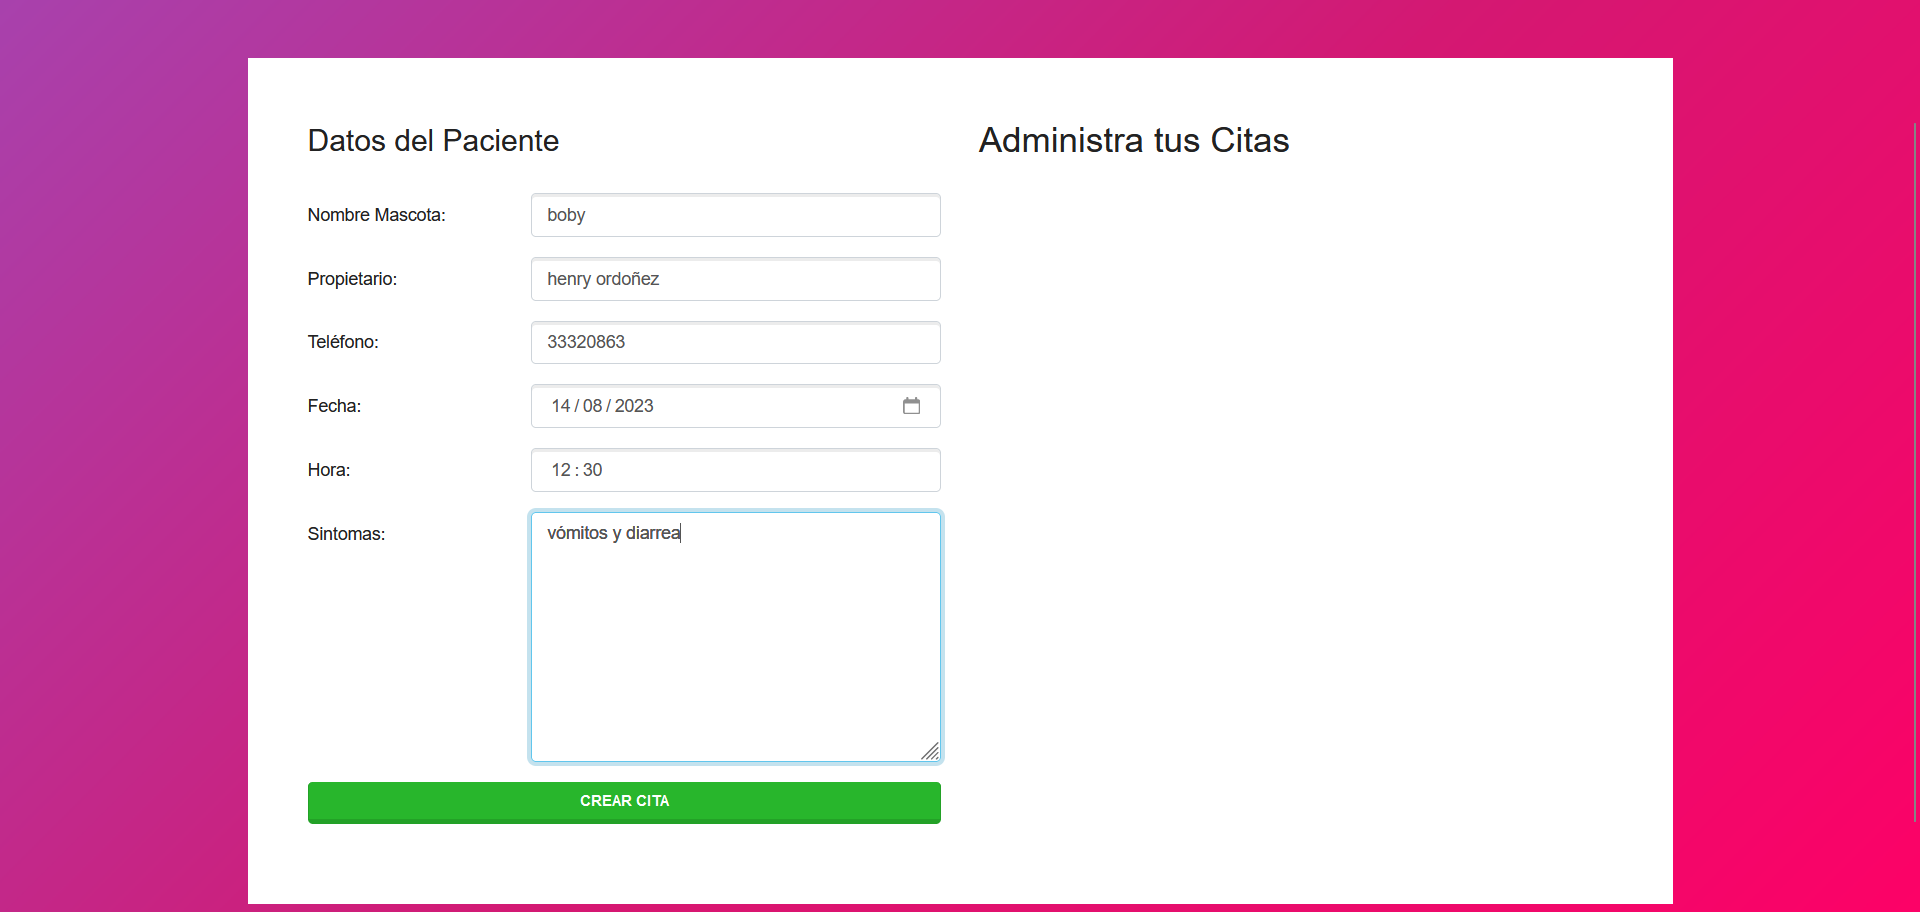 Datos del Paciente
Nombre Mascota: boby
Propietario: henry ordoñez
Teléfono: 33320863
Fecha: 14/08/2023
Hora: 12:30
Sintomas: vómitos y diarrea
CREAR CITA
Administra tus Citas